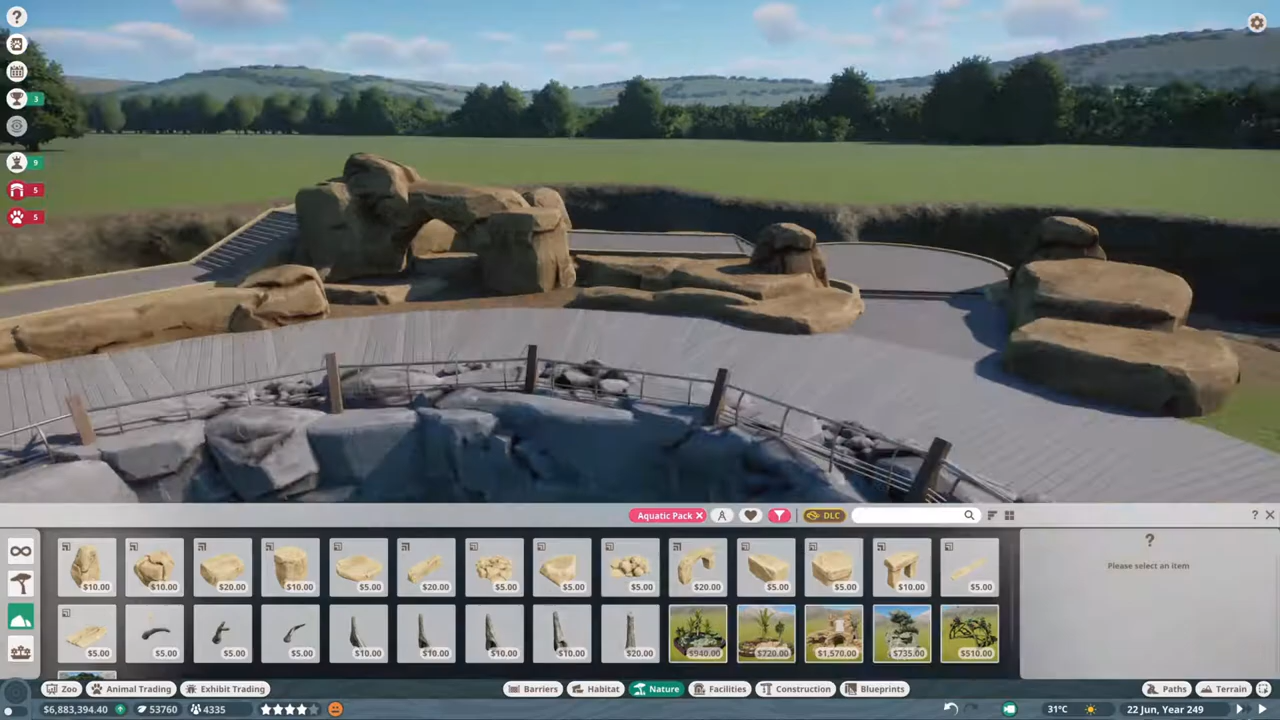 ?
3
9
5
5
Aquatic Pack ✕ DLC ? ✕
$10.00 $10.00 $20.00 $10.00 $5.00 $20.00 $5.00 $5.00 $5.00 $20.00 $5.00 $5.00 $10.00 $5.00
$5.00 $5.00 $5.00 $5.00 $10.00 $10.00 $10.00 $10.00 $20.00 $940.00 $720.00 $1,570.00 $735.00 $510.00
?
Please select an item
Zoo Animal Trading Exhibit Trading Barriers Habitat Nature Facilities Construction Blueprints Paths Terrain
$6,883,394.40 53760 4335 31°C 22 Jun, Year 249